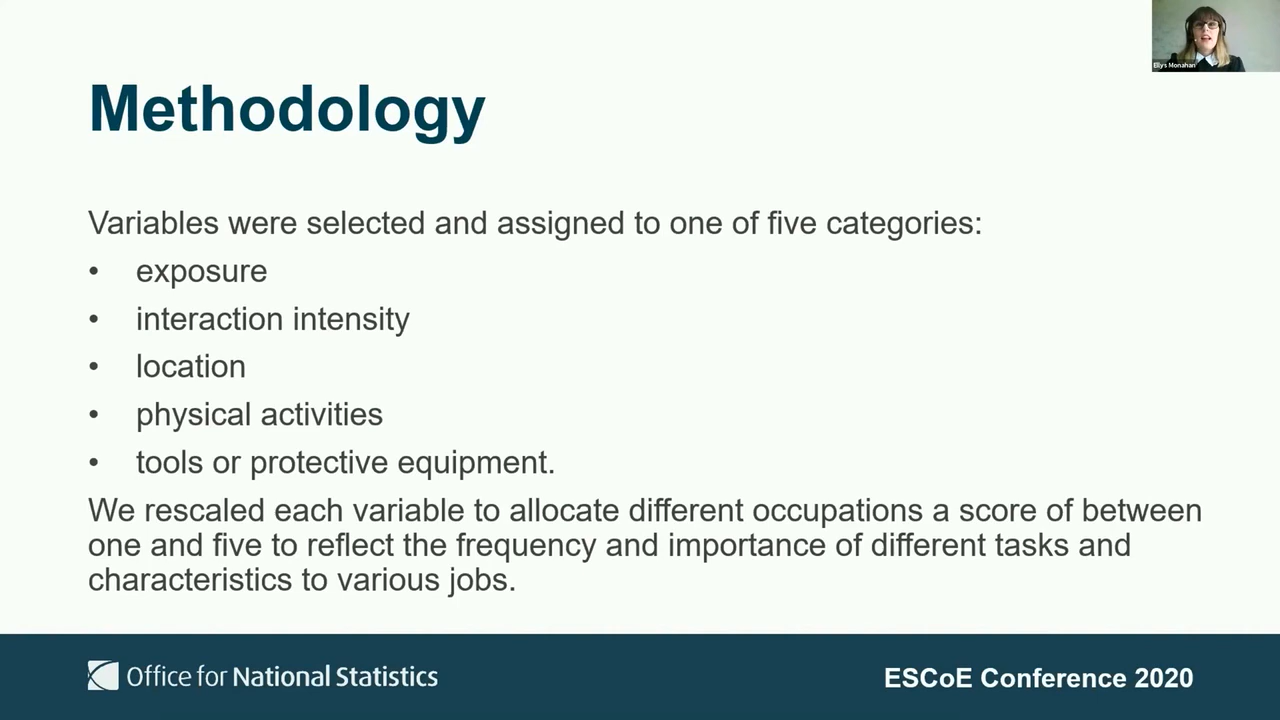 Ellys Monahan
Methodology
Variables were selected and assigned to one of five categories:
• exposure
• interaction intensity
• location
• physical activities
• tools or protective equipment.
We rescaled each variable to allocate different occupations a score of between
one and five to reflect the frequency and importance of different tasks and
characteristics to various jobs.
Office for National Statistics
ESCoE Conference 2020